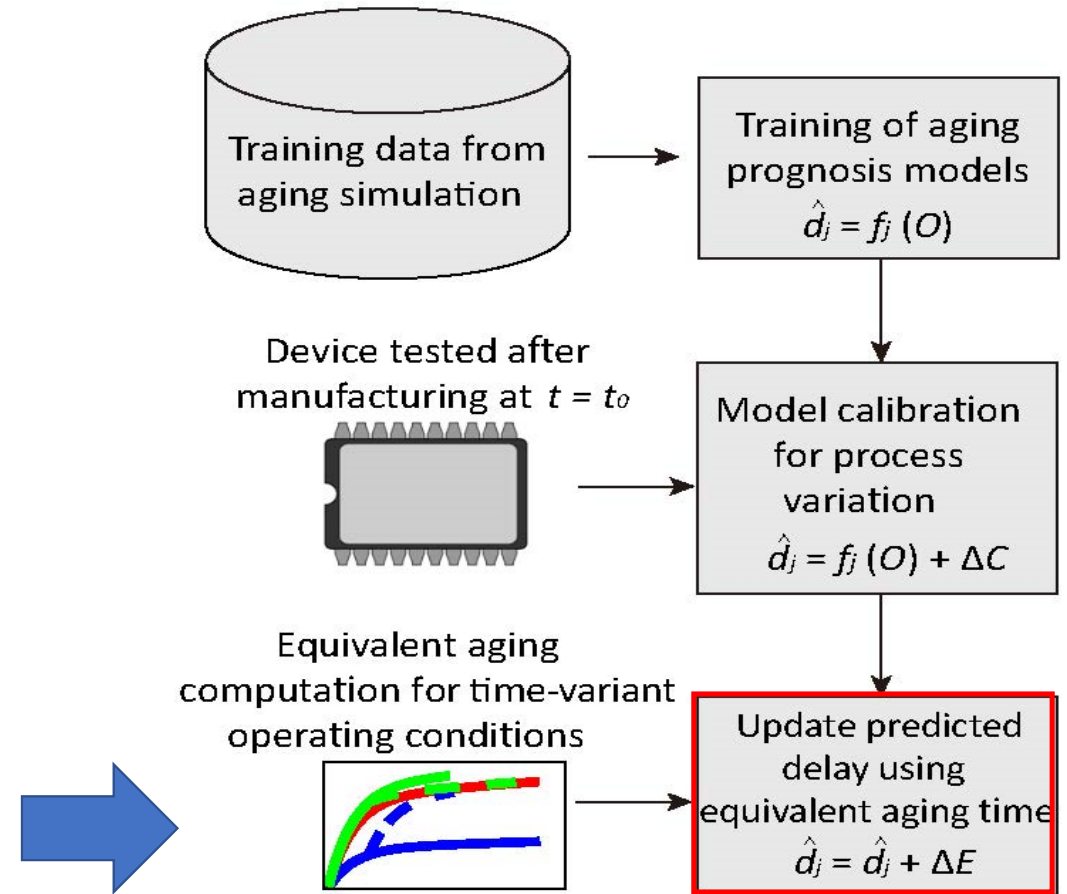 Training data from
aging simulation
Training of aging
prognosis models
d̂ⱼ = fⱼ (O)
Device tested after
manufacturing at t = t₀
Model calibration
for process
variation
d̂ⱼ = fⱼ (O) + ΔC
Equivalent aging
computation for time-variant
operating conditions
Update predicted
delay using
equivalent aging time
d̂ⱼ = d̂ⱼ + ΔE